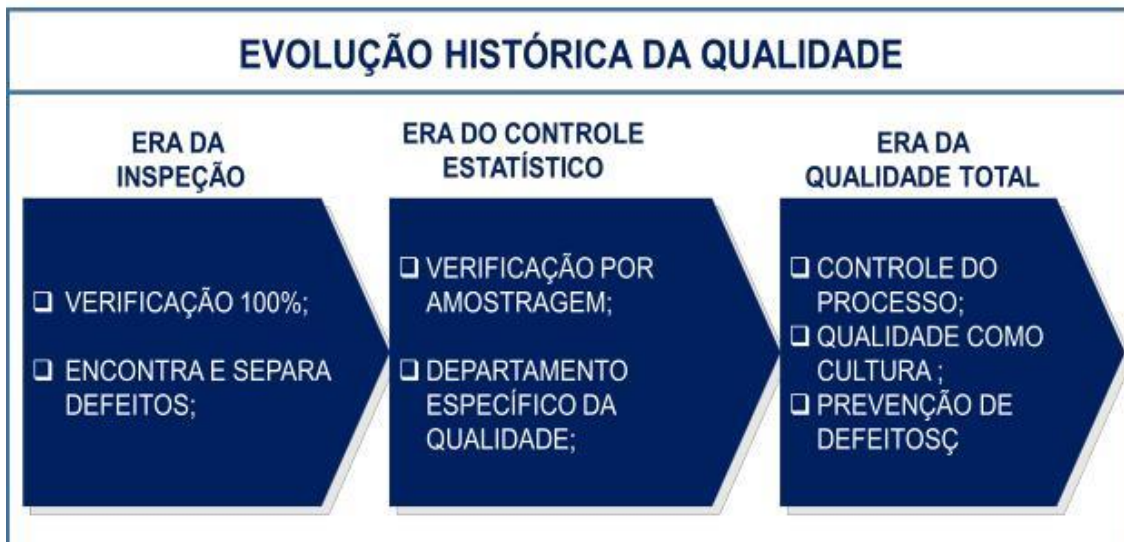 EVOLUÇÃO HISTÓRICA DA QUALIDADE
ERA DA
INSPEÇÃO
VERIFICAÇÃO 100%;
ENCONTRA E SEPARA
DEFEITOS;
ERA DO CONTROLE
ESTATÍSTICO
VERIFICAÇÃO POR
AMOSTRAGEM;
DEPARTAMENTO
ESPECÍFICO DA
QUALIDADE;
ERA DA
QUALIDADE TOTAL
CONTROLE DO
PROCESSO;
QUALIDADE COMO
CULTURA ;
PREVENÇÃO DE
DEFEITOSÇ